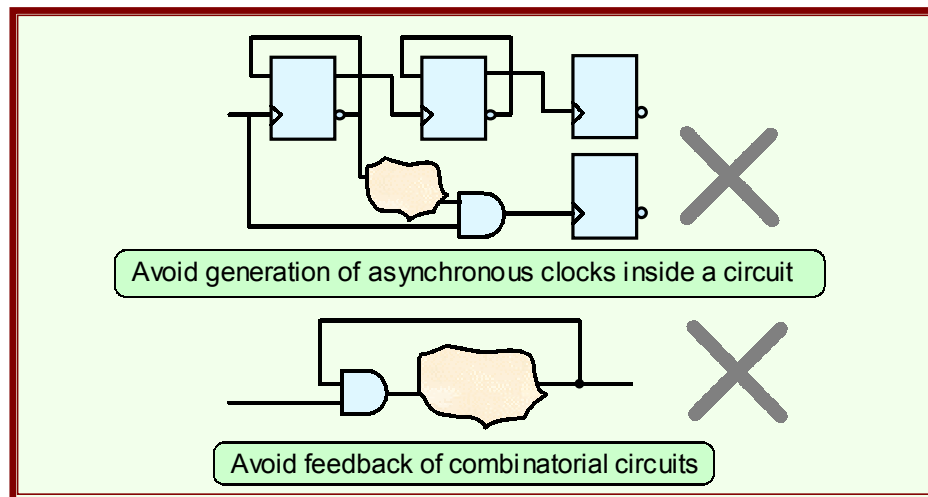 Avoid generation of asynchronous clocks inside a circuit
Avoid feedback of combinatorial circuits